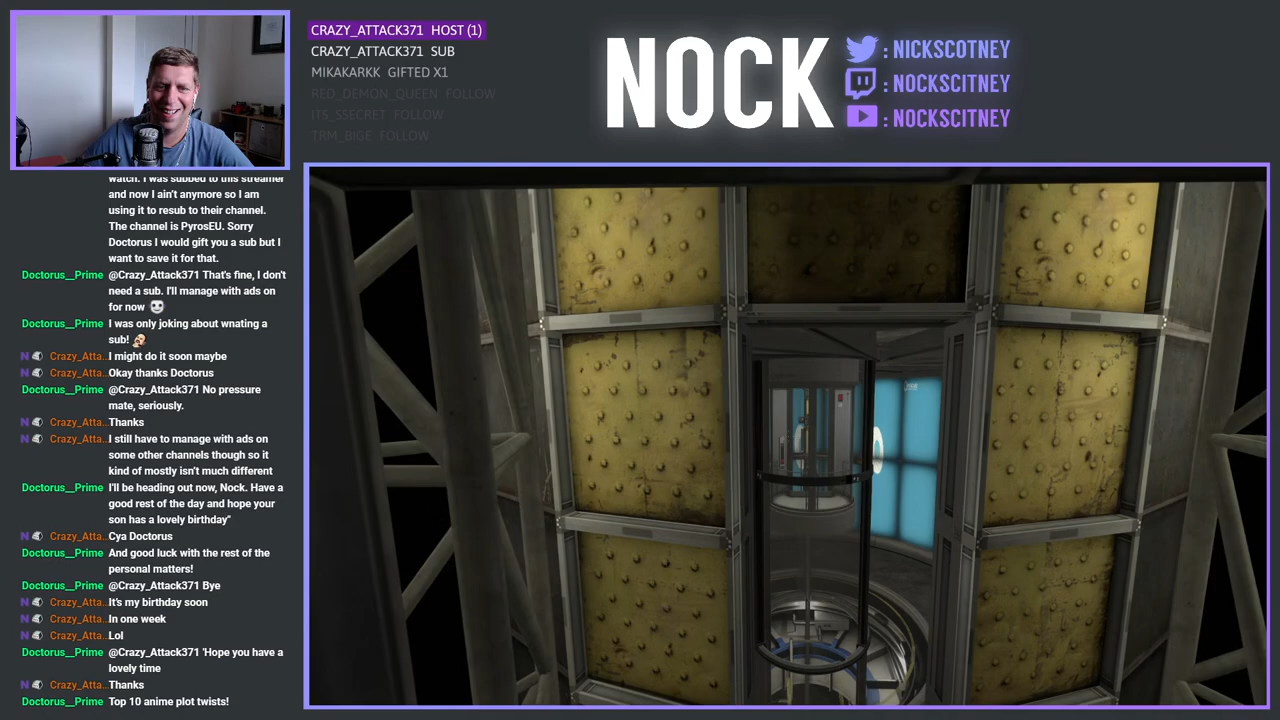 CRAZY_ATTACK371 HOST (1)
CRAZY_ATTACK371 SUB
MIKAKARKK GIFTED X1
RED_DEMON_QUEEN FOLLOW
ITS_SSECRET FOLLOW
TRM_BIGE FOLLOW
NOCK
: NICKSCOTNEY
: NOCKSCITNEY
: NOCKSCITNEY
watch. I was subbed to this streamer
and now I ain't anymore so I am
using it to resub to their channel.
The channel is PyrosEU. Sorry
Doctorus I would gift you a sub but I
want to save it for that.
Doctorus__Prime @Crazy_Attack371 That's fine, I don't
need a sub. I'll manage with ads on
for now
Doctorus__Prime I was only joking about wnating a
sub!
N Crazy_Atta.. I might do it soon maybe
N Crazy_Atta.. Okay thanks Doctorus
Doctorus__Prime @Crazy_Attack371 No pressure
mate, seriously.
N Crazy_Atta.. Thanks
N Crazy_Atta.. I still have to manage with ads on
some other channels though so it
kind of mostly isn't much different
Doctorus__Prime I'll be heading out now, Nock. Have a
good rest of the day and hope your
son has a lovely birthday"
N Crazy_Atta.. Cya Doctorus
Doctorus__Prime And good luck with the rest of the
personal matters!
Doctorus__Prime @Crazy_Attack371 Bye
N Crazy_Atta.. It's my birthday soon
N Crazy_Atta.. In one week
N Crazy_Atta.. Lol
Doctorus__Prime @Crazy_Attack371 'Hope you have a
lovely time
N Crazy_Atta.. Thanks
Doctorus__Prime Top 10 anime plot twists!